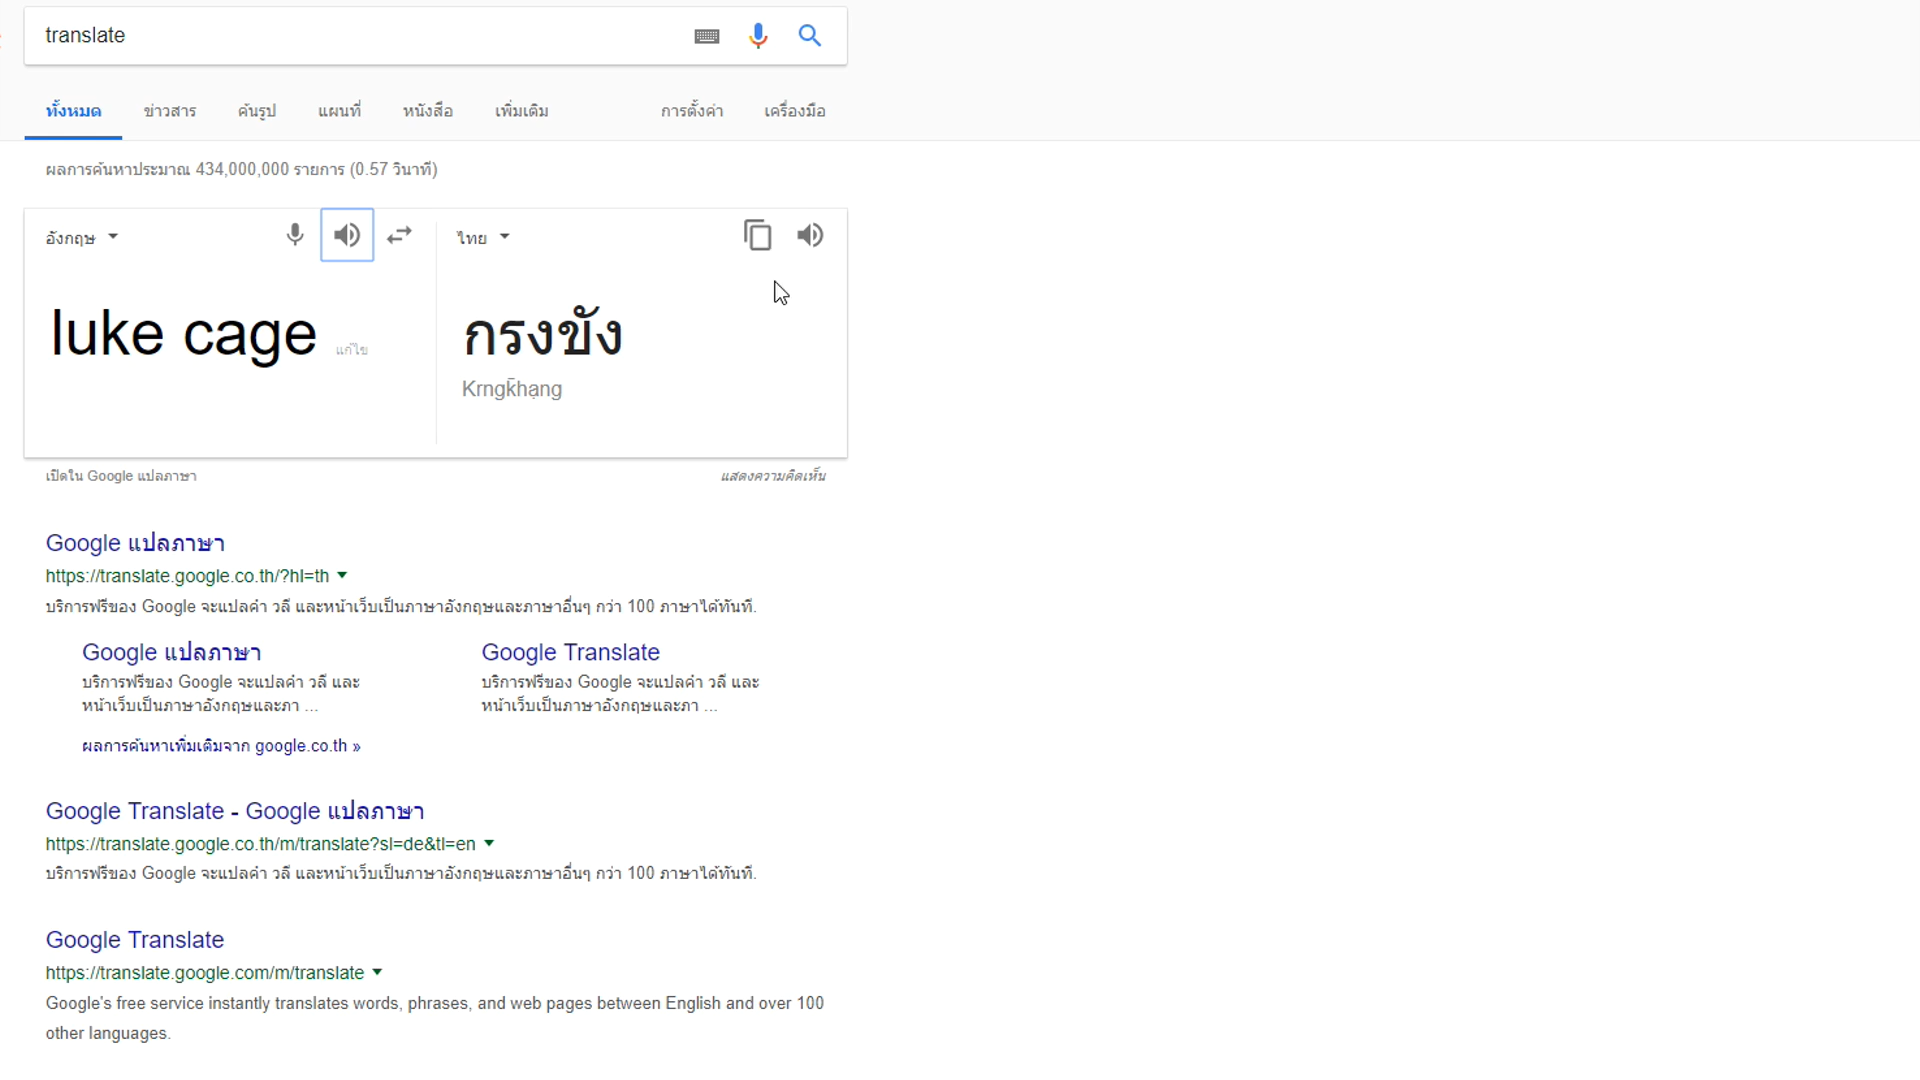 translate
ทั้งหมด ข่าวสาร ค้นรูป แผนที่ หนังสือ เพิ่มเติม การตั้งค่า เครื่องมือ
ผลการค้นหาประมาณ 434,000,000 รายการ (0.57 วินาที)
อังกฤษ ไทย
luke cage แก้ไข กรงขัง
Krngk̄hạng
เปิดใน Google แปลภาษา แสดงความคิดเห็น
Google แปลภาษา
https://translate.google.co.th/?hl=th
บริการฟรีของ Google จะแปลคำ วลี และหน้าเว็บเป็นภาษาอังกฤษและภาษาอื่นๆ กว่า 100 ภาษาได้ทันที.
Google แปลภาษา
บริการฟรีของ Google จะแปลคำ วลี และ
หน้าเว็บเป็นภาษาอังกฤษและภา ...
Google Translate
บริการฟรีของ Google จะแปลคำ วลี และ
หน้าเว็บเป็นภาษาอังกฤษและภา ...
ผลการค้นหาเพิ่มเติมจาก google.co.th »
Google Translate - Google แปลภาษา
https://translate.google.co.th/m/translate?sl=de&tl=en
บริการฟรีของ Google จะแปลคำ วลี และหน้าเว็บเป็นภาษาอังกฤษและภาษาอื่นๆ กว่า 100 ภาษาได้ทันที.
Google Translate
https://translate.google.com/m/translate
Google's free service instantly translates words, phrases, and web pages between English and over 100
other languages.